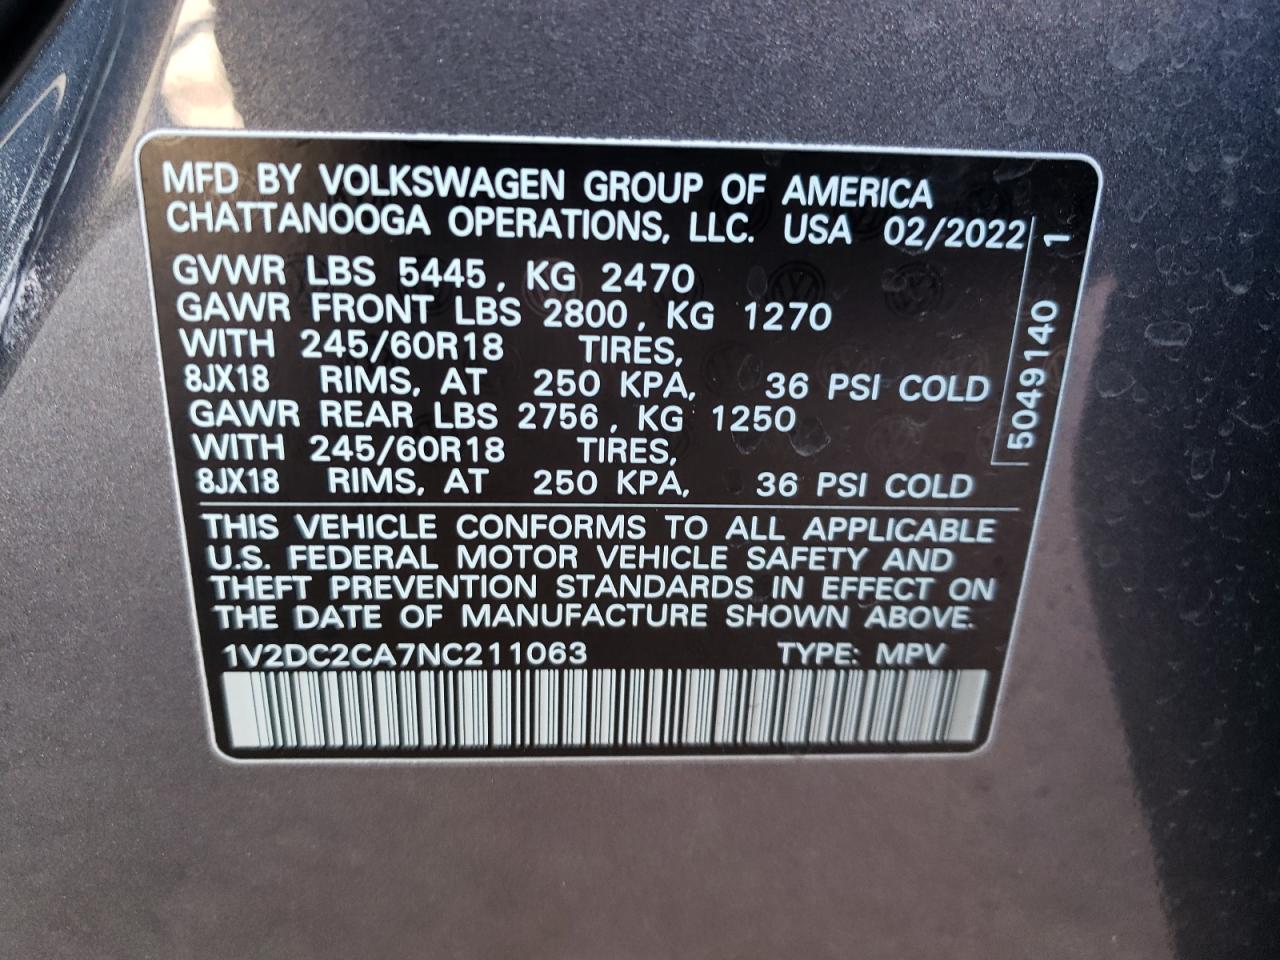 MFD BY VOLKSWAGEN GROUP OF AMERICA
CHATTANOOGA OPERATIONS, LLC. USA 02/2022
GVWR LBS 5445, KG 2470
GAWR FRONT LBS 2800, KG 1270
WITH 245/60R18 TIRES,
8JX18 RIMS, AT 250 KPA, 36 PSI COLD
GAWR REAR LBS 2756, KG 1250
WITH 245/60R18 TIRES,
8JX18 RIMS, AT 250 KPA, 36 PSI COLD
5049140 1
THIS VEHICLE CONFORMS TO ALL APPLICABLE
U.S. FEDERAL MOTOR VEHICLE SAFETY AND
THEFT PREVENTION STANDARDS IN EFFECT ON
THE DATE OF MANUFACTURE SHOWN ABOVE.
1V2DC2CA7NC211063 TYPE: MPV